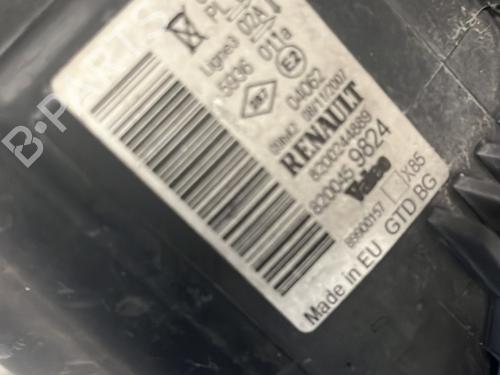 PL
02A
Ligne3
5936
011a
E2
04062
08/11/2007
RENAULT
8200244889
8200459824
Valeo
89900157
X85
Made in EU GTD BG
B-PARTS